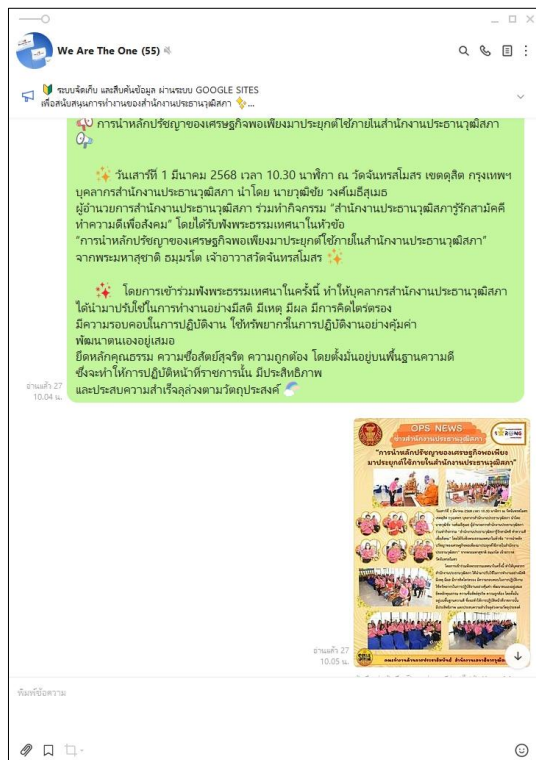 We Are The One (55)
ระบบจัดเก็บ และสืบค้นข้อมูล ผ่านระบบ GOOGLE SITES
เพื่อสนับสนุนการทำงานของสำนักงานประธานวุฒิสภา ✨...
การนำหลักปรัชญาของเศรษฐกิจพอเพียงมาประยุกต์ใช้ภายในสำนักงานประธานวุฒิสภา
วันเสาร์ที่ 1 มีนาคม 2568 เวลา 10.30 นาฬิกา ณ วัดจันทรสโมสร เขตดุสิต กรุงเทพฯ
บุคลากรสำนักงานประธานวุฒิสภา นำโดย นายวุฒิชัย วงศ์เมธีสุเมธ
ผู้อำนวยการสำนักงานประธานวุฒิสภา ร่วมทำกิจกรรม “สำนักงานประธานวุฒิสภารู้รักสามัคคี
ทำความดีเพื่อสังคม” โดยได้รับฟังพระธรรมเทศนาในหัวข้อ
“การนำหลักปรัชญาของเศรษฐกิจพอเพียงมาประยุกต์ใช้ภายในสำนักงานประธานวุฒิสภา”
จากพระมหาสุชาติ ธมฺมรโต เจ้าอาวาสวัดจันทรสโมสร
โดยการเข้าร่วมฟังพระธรรมเทศนาในครั้งนี้ ทำให้บุคลากรสำนักงานประธานวุฒิสภา
ได้นำมาปรับใช้ในการทำงานอย่างมีสติ มีเหตุ มีผล มีการคิดไตร่ตรอง
มีความรอบคอบในการปฏิบัติงาน ใช้ทรัพยากรในการปฏิบัติงานอย่างคุ้มค่า
พัฒนาตนเองอยู่เสมอ
ยึดหลักคุณธรรม ความซื่อสัตย์สุจริต ความถูกต้อง โดยตั้งมั่นอยู่บนพื้นฐานความดี
ซึ่งจะทำให้การปฏิบัติหน้าที่ราชการนั้น มีประสิทธิภาพ
และประสบความสำเร็จลุล่วงตามวัตถุประสงค์
อ่านแล้ว 27
10.04 น.
OPS NEWS
ข่าวสำนักงานประธานวุฒิสภา
"การนำหลักปรัชญาของเศรษฐกิจพอเพียง
มาประยุกต์ใช้ภายในสำนักงานประธานวุฒิสภา"
อ่านแล้ว 27
10.05 น.
พิมพ์ข้อความ